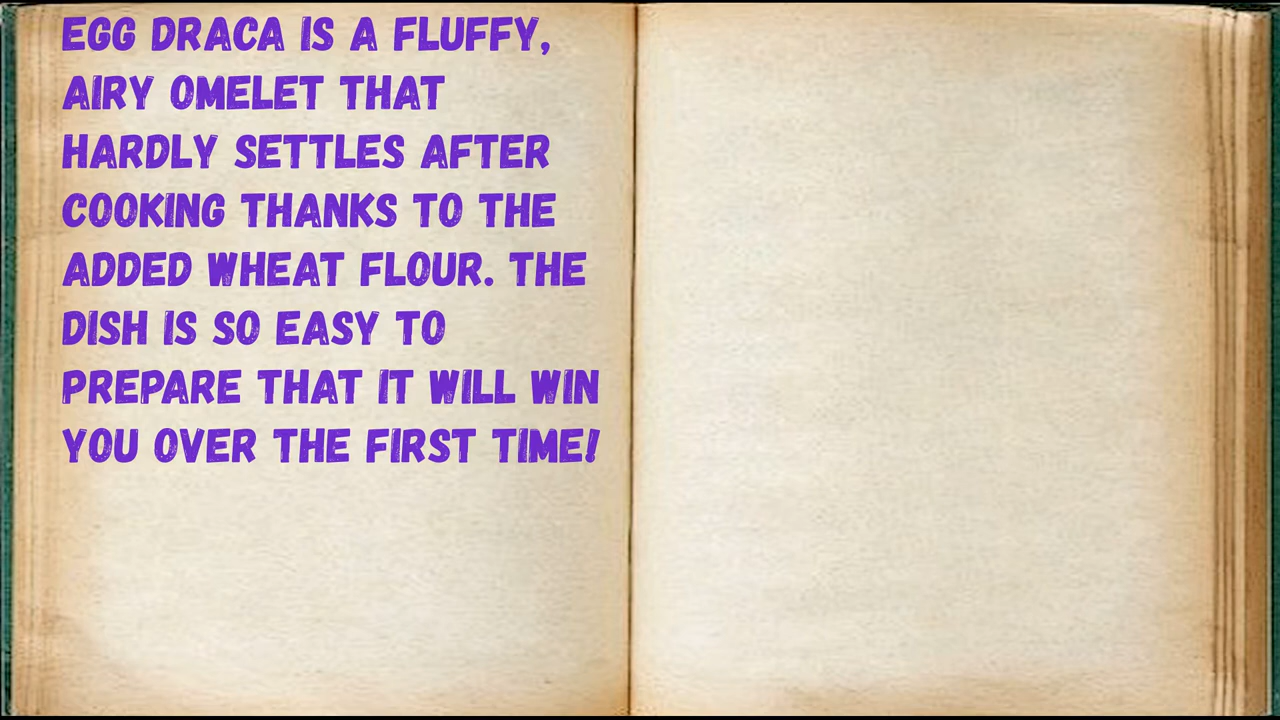 EGG DRACA IS A FLUFFY,
AIRY OMELET THAT
HARDLY SETTLES AFTER
COOKING THANKS TO THE
ADDED WHEAT FLOUR. THE
DISH IS SO EASY TO
PREPARE THAT IT WILL WIN
YOU OVER THE FIRST TIME!